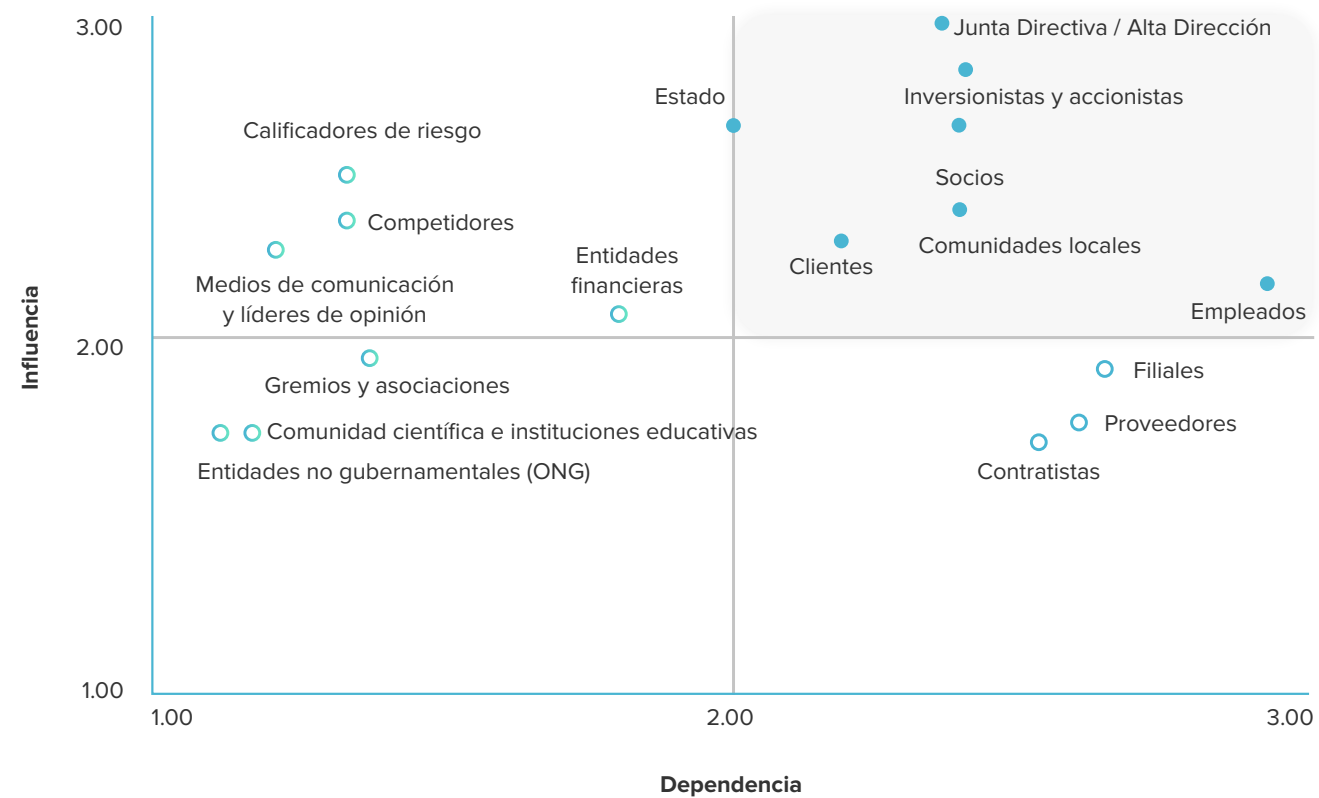 3.00
Junta Directiva / Alta Dirección
Estado
Inversionistas y accionistas
Calificadores de riesgo
Socios
Competidores
Comunidades locales
Entidades
financieras
Clientes
Medios de comunicación
y líderes de opinión
Empleados
Influencia
2.00
Filiales
Gremios y asociaciones
Proveedores
Comunidad científica e instituciones educativas
Entidades no gubernamentales (ONG)
Contratistas
1.00
1.00
2.00
3.00
Dependencia